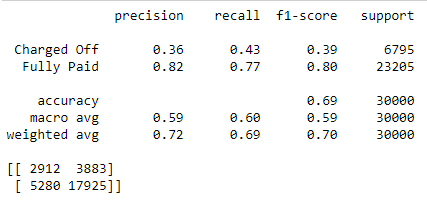 precision recall f1-score support
Charged Off 0.36 0.43 0.39 6795
Fully Paid 0.82 0.77 0.80 23205
accuracy 0.69 30000
macro avg 0.59 0.60 0.59 30000
weighted avg 0.72 0.69 0.70 30000
[[ 2912 3883]
[ 5280 17925]]